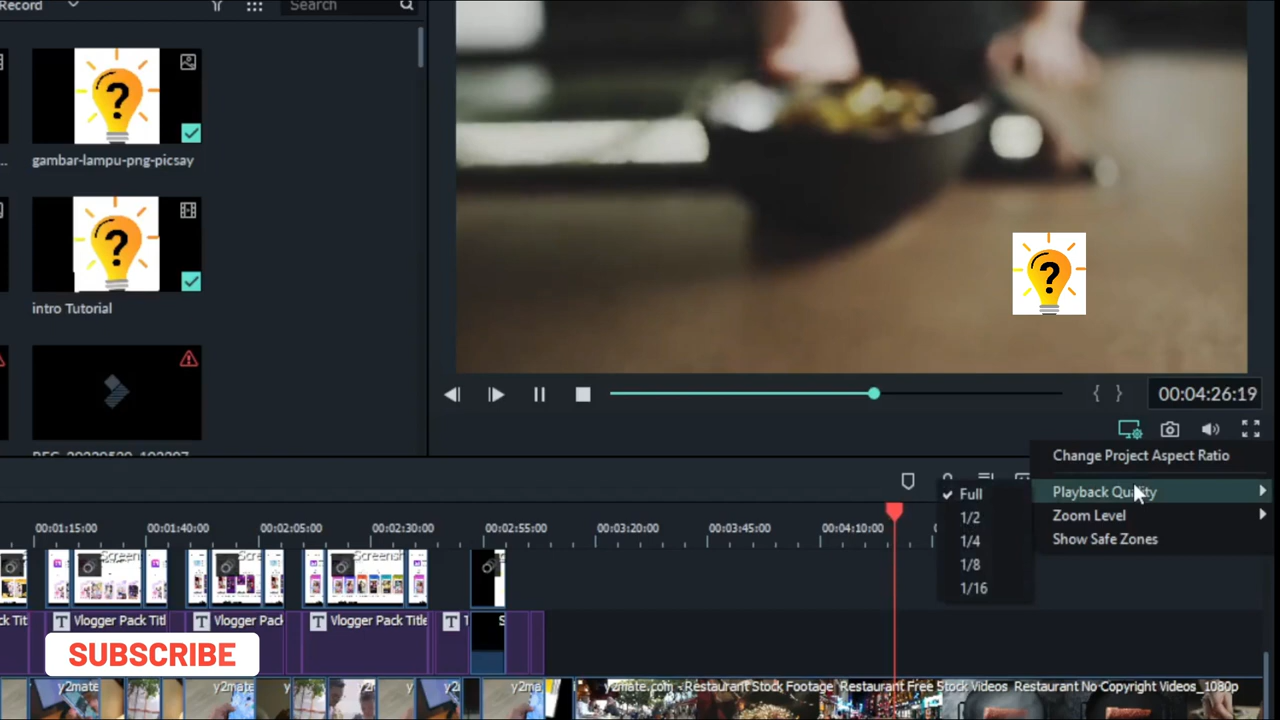 Record
Search
gambar-lampu-png-picsay
intro Tutorial
00:04:26:19
Change Project Aspect Ratio
Playback Quality
Zoom Level
Show Safe Zones
Full
1/2
1/4
1/8
1/16
00:01:15:00
00:01:40:00
00:02:05:00
00:02:30:00
00:02:55:00
00:03:20:00
00:03:45:00
00:04:10:00
ct Tit
T Vlogger Pack Titl
T Vlogger Pack
T Vlogger Pack Title
T
SUBSCRIBE
y2mate
y2mate
y2mate.com - Restaurant Stock Footage Restaurant Free Stock Videos Restaurant No Copyright Videos_1080p